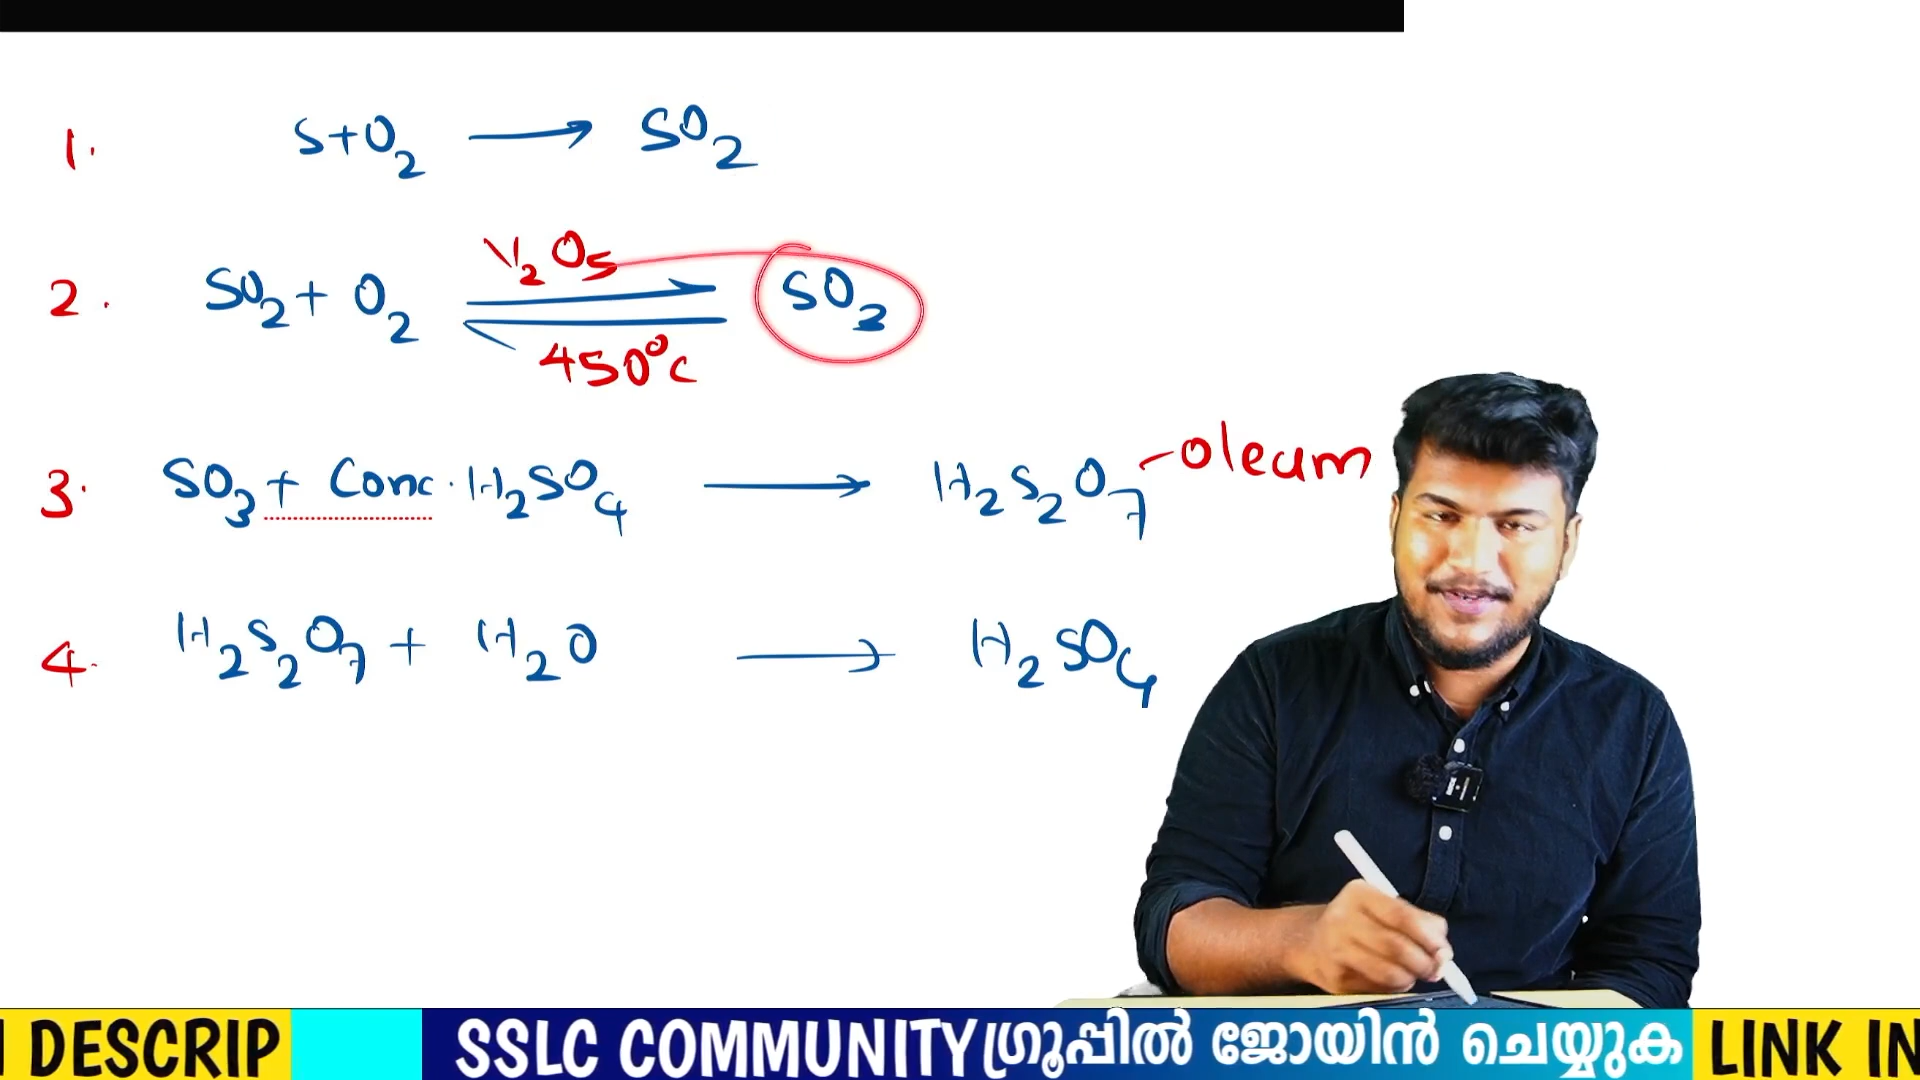 1. S+O₂ ⟶ SO₂
2. SO₂ + O₂ ⇌ SO₃
V₂O₅
450°C
3. SO₃ + Conc. H₂SO₄ ⟶ H₂S₂O₇ - oleum
4. H₂S₂O₇ + H₂O ⟶ H₂SO₄
DESCRIP SSLC COMMUNITY ഗ്രൂപ്പിൽ ജോയിൻ ചെയ്യുക LINK IN